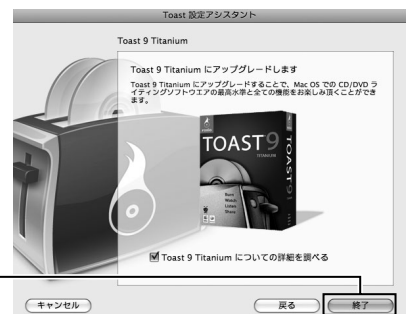 Toast 設定アシスタント
Toast 9 Titanium
Toast 9 Titanium にアップグレードします
Toast 9 Titanium にアップグレードすることで、Mac OS での CD/DVD ラ
イティングソフトウエアの最高水準と全ての機能をお楽しみ頂くことができ
ます。
TOAST 9
TITANIUM
TOAST 9
Burn
Watch
Listen
Share
Toast 9 Titanium についての詳細を調べる
キャンセル
戻る
終了